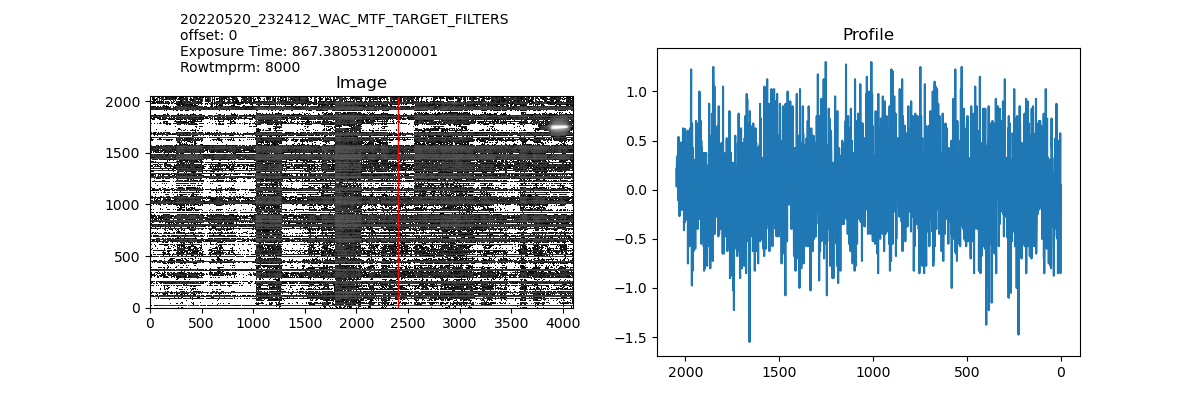 20220520_232412_WAC_MTF_TARGET_FILTERS
offset: 0
Exposure Time: 867.3805312000001
Rowtmprm: 8000
Image
2000
1500
1000
500
0
0 500 1000 1500 2000 2500 3000 3500 4000
Profile
1.0
0.5
0.0
−0.5
−1.0
−1.5
2000 1500 1000 500 0